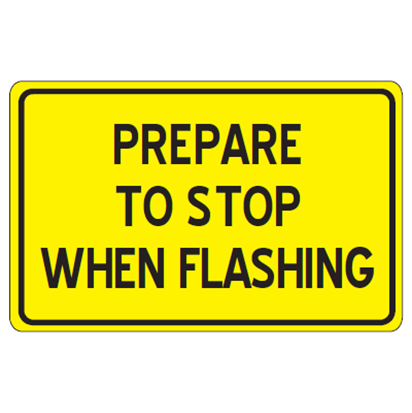 PREPARE
TO STOP
WHEN FLASHING